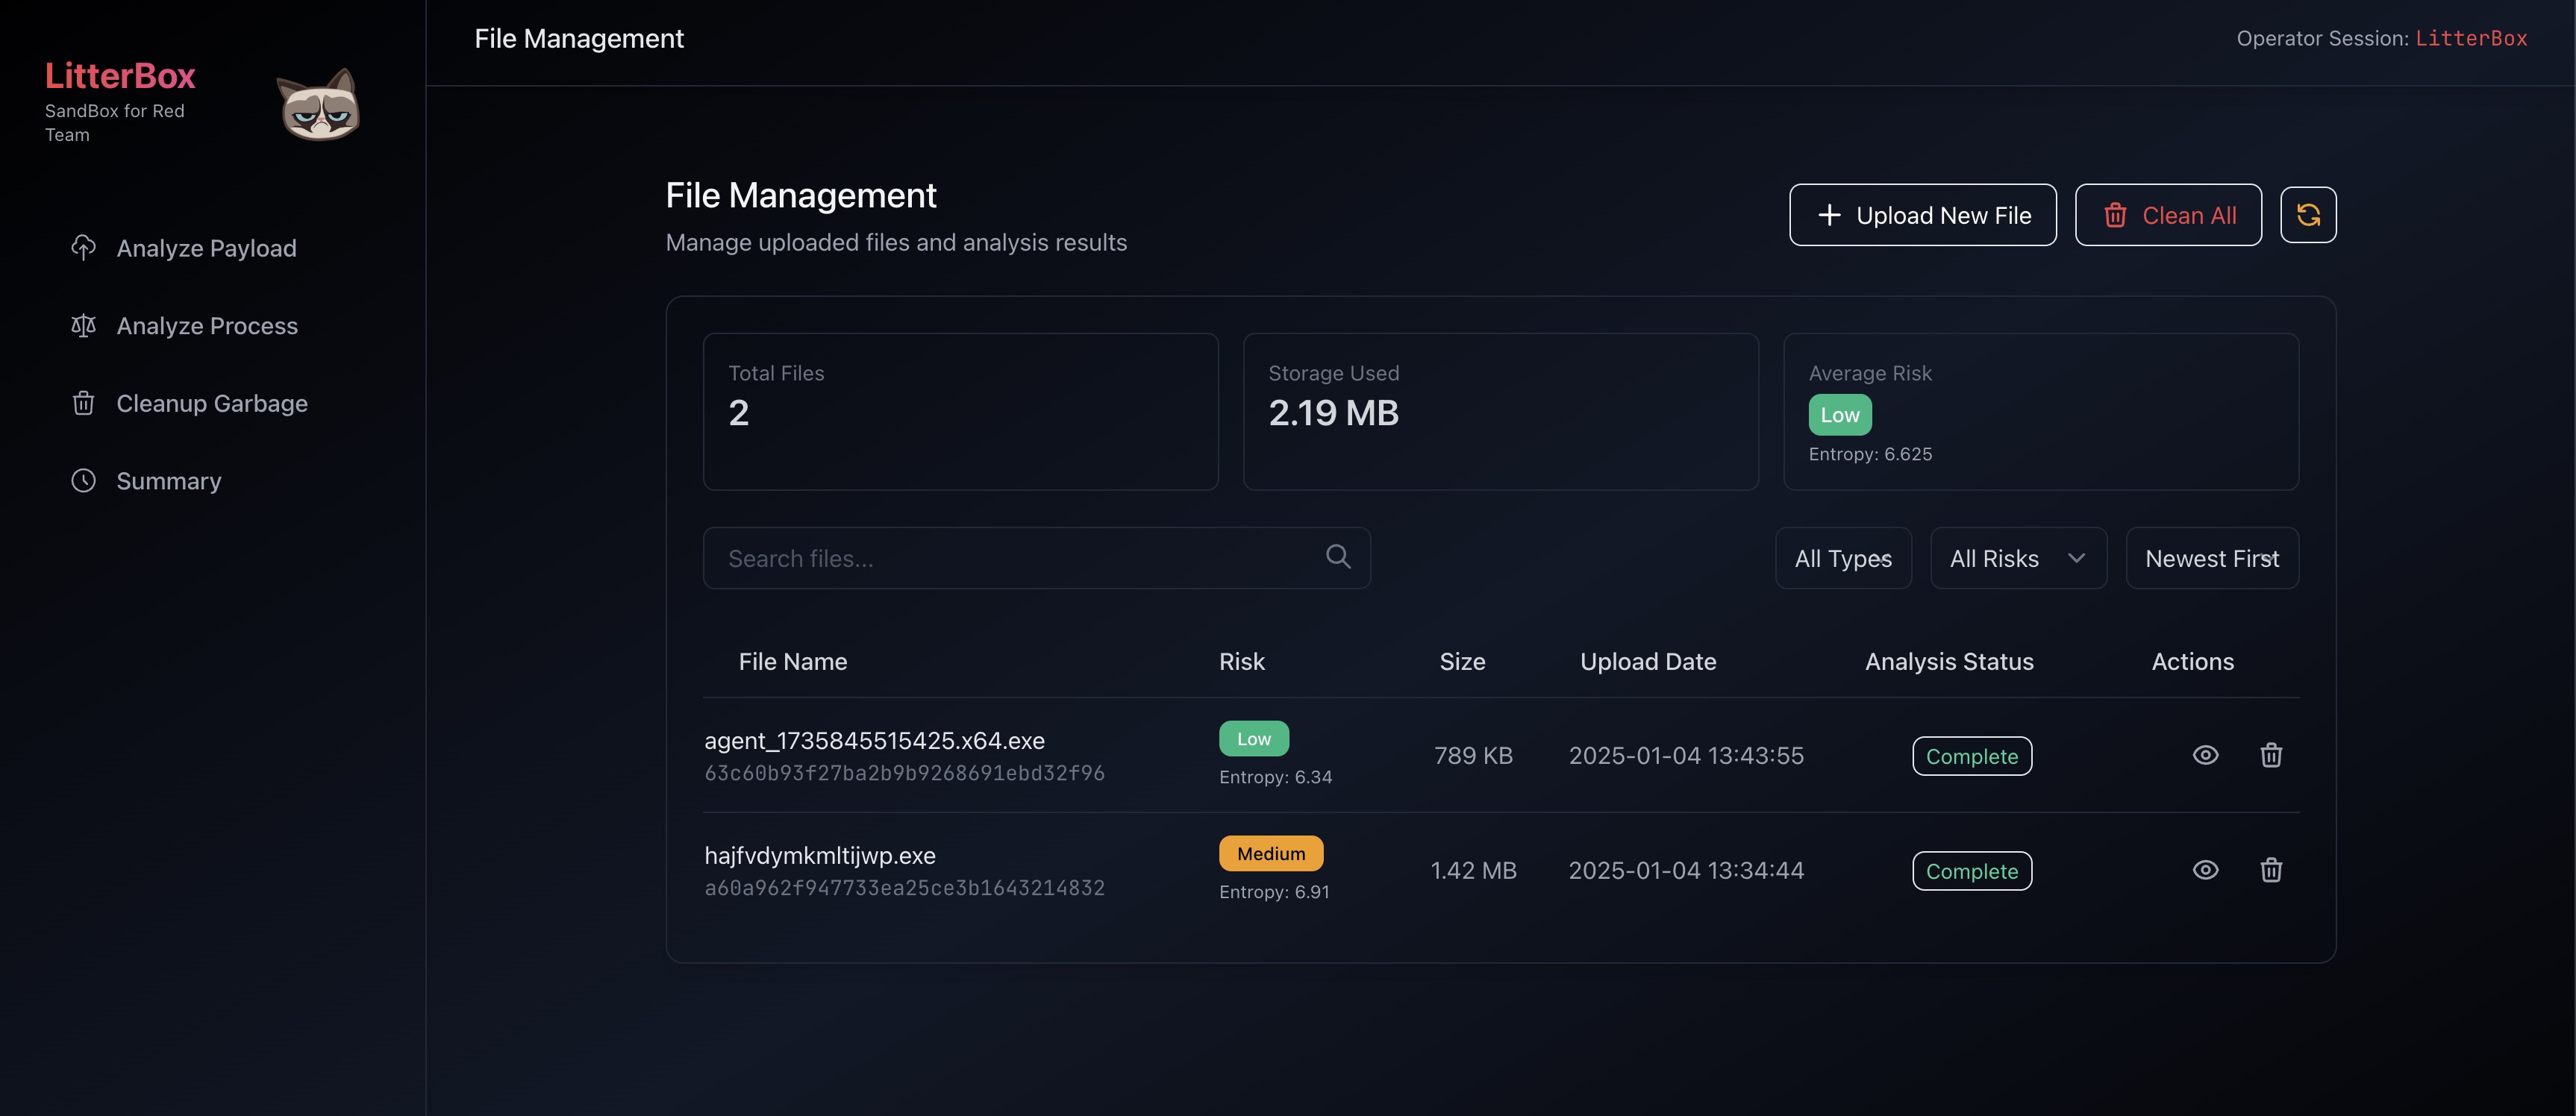 LitterBox
SandBox for Red
Team
Analyze Payload
Analyze Process
Cleanup Garbage
Summary
File Management
Operator Session: LitterBox
File Management
Manage uploaded files and analysis results
Upload New File
Clean All
Total Files
2
Storage Used
2.19 MB
Average Risk
Low
Entropy: 6.625
Search files...
All Types
All Risks
Newest First
File Name Risk Size Upload Date Analysis Status Actions
agent_1735845515425.x64.exe
63c60b93f27ba2b9b9268691ebd32f96
Low
Entropy: 6.34
789 KB
2025-01-04 13:43:55
Complete
hajfvdymkmltijwp.exe
a60a962f947733ea25ce3b1643214832
Medium
Entropy: 6.91
1.42 MB
2025-01-04 13:34:44
Complete